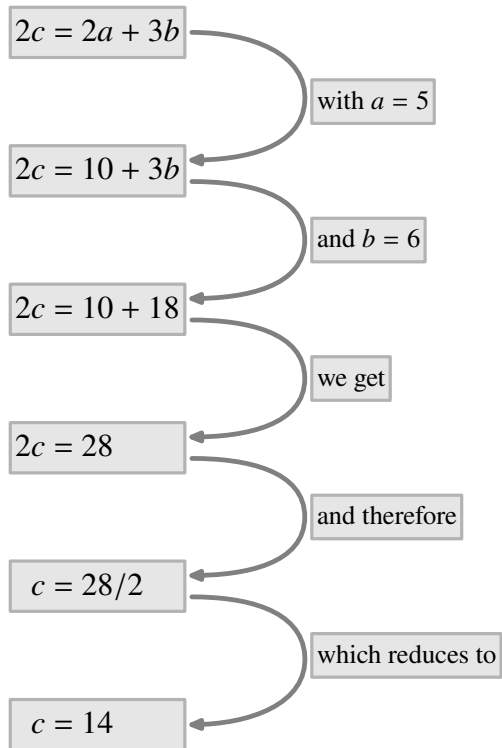 2c = 2a + 3b
with a = 5
2c = 10 + 3b
and b = 6
2c = 10 + 18
we get
2c = 28
and therefore
c = 28/2
which reduces to
c = 14